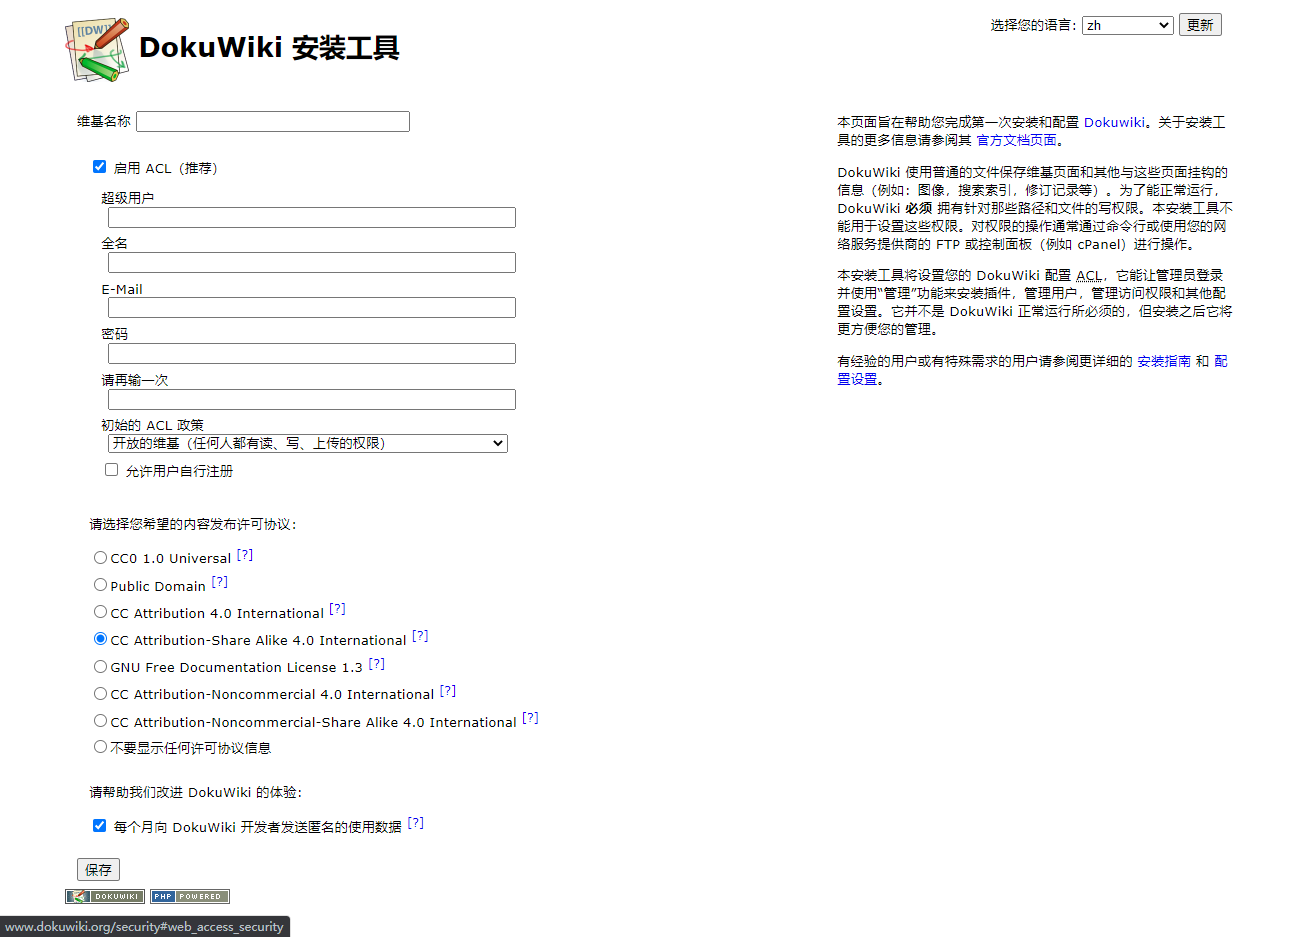 [[DW]]
DokuWiki 安装工具
选择您的语言：
zh
更新
维基名称
启用 ACL（推荐）
超级用户
全名
E-Mail
密码
请再输一次
初始的 ACL 政策
开放的维基（任何人都有读、写、上传的权限）
允许用户自行注册
请选择您希望的内容发布许可协议：
CC0 1.0 Universal [?]
Public Domain [?]
CC Attribution 4.0 International [?]
CC Attribution-Share Alike 4.0 International [?]
GNU Free Documentation License 1.3 [?]
CC Attribution-Noncommercial 4.0 International [?]
CC Attribution-Noncommercial-Share Alike 4.0 International [?]
不要显示任何许可协议信息
请帮助我们改进 DokuWiki 的体验：
每个月向 DokuWiki 开发者发送匿名的使用数据 [?]
保存
本页面旨在帮助您完成第一次安装和配置 Dokuwiki。关于安装工
具的更多信息请参阅其 官方文档页面。
DokuWiki 使用普通的文件保存维基页面和其他与这些页面挂钩的
信息（例如：图像，搜索索引，修订记录等）。为了能正常运行，
DokuWiki 必须 拥有针对那些路径和文件的写权限。本安装工具不
能用于设置这些权限。对权限的操作通常通过命令行或使用您的网
络服务提供商的 FTP 或控制面板（例如 cPanel）进行操作。
本安装工具将设置您的 DokuWiki 配置 ACL，它能让管理员登录
并使用“管理”功能来安装插件，管理用户，管理访问权限和其他配
置设置。它并不是 DokuWiki 正常运行所必须的，但安装之后它将
更方便您的管理。
有经验的用户或有特殊需求的用户请参阅更详细的 安装指南 和 配
置设置。
DOKUWIKI
PHP POWERED
www.dokuwiki.org/security#web_access_security